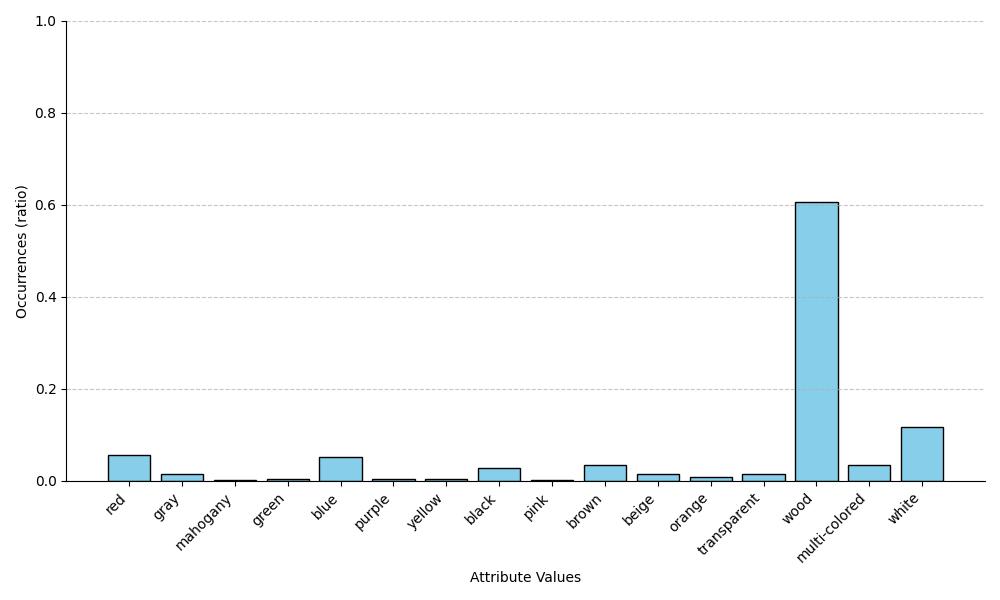 1.0
0.8
0.6
0.4
0.2
0.0
Occurrences (ratio)
red
gray
mahogany
green
blue
purple
yellow
black
pink
brown
beige
orange
transparent
wood
multi-colored
white
Attribute Values